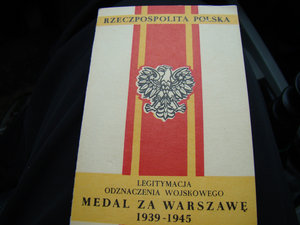 RZECZPOSPOLITA POLSKA
LEGITYMACJA
ODZNACZENIA WOJSKOWEGO
MEDAL ZA WARSZAWĘ
1939-1945